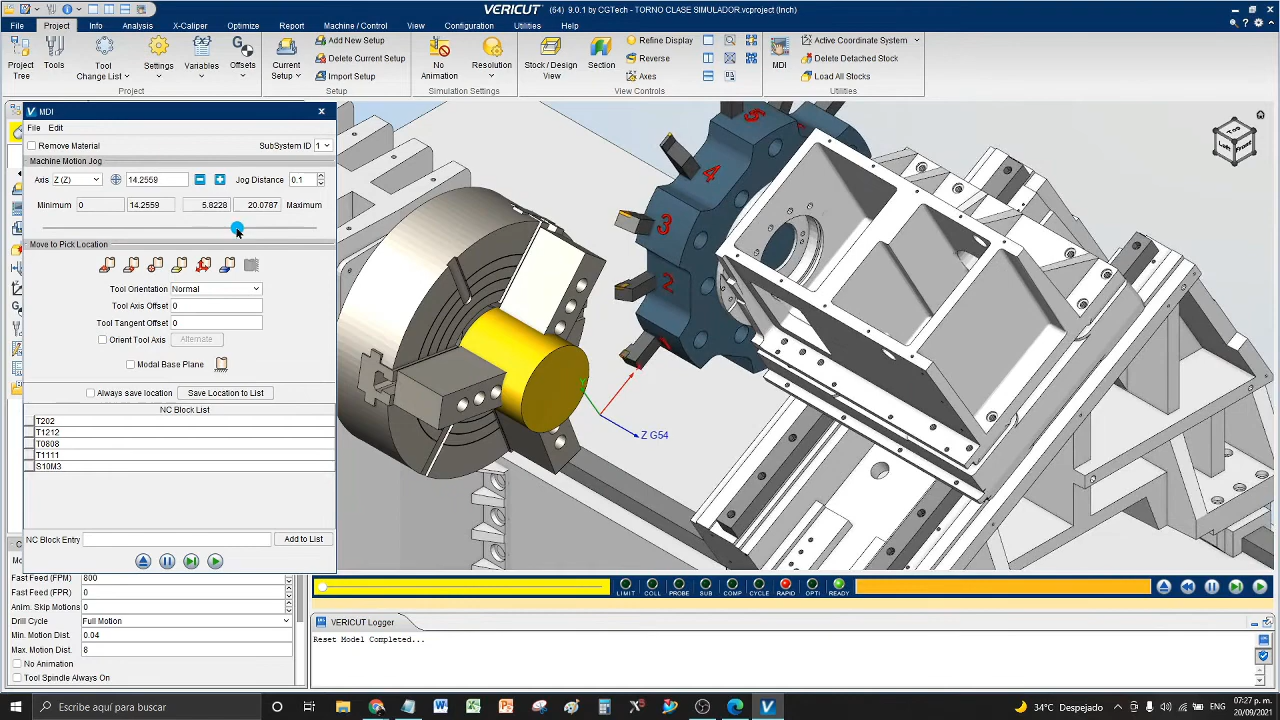 VERICUT (64) 9.0.1 by CGTech - TORNO CLASE SIMULADOR.vcproject (Inch)
File Project Info Analysis X-Caliper Optimize Report Machine / Control View Configuration Utilities Help
Project Tree
Tool Change List
Settings
Variables
Offsets
Project
Current Setup
Add New Setup
Delete Current Setup
Import Setup
Setup
No Animation
Resolution
Simulation Settings
Stock / Design View
Section
Refine Display
Reverse
Axes
View Controls
MDI
Active Coordinate System
Delete Detached Stock
Load All Stocks
Utilities
MDI
File Edit
Remove Material SubSystem ID 1
Machine Motion Jog
Axis Z (Z) 14.2559 Jog Distance 0.1
Minimum 0 14.2559 5.8228 20.0787 Maximum
Move to Pick Location
Tool Orientation Normal
Tool Axis Offset 0
Tool Tangent Offset 0
Orient Tool Axis Alternate
Modal Base Plane
Always save location Save Location to List
NC Block List
T202
T1212
T0808
T1111
S10M3
NC Block Entry Add to List
5
4
3
2
Z G54
Top
Left Front
Fast Feed (FPM) 800
Fast Feed (FPR) 0
Anim. Skip Motions 0
Drill Cycle Full Motion
Min. Motion Dist. 0.04
Max. Motion Dist. 8
No Animation
Tool Spindle Always On
LIMIT COLL PROBE SUB COMP CYCLE RAPID OPTI READY
VERICUT Logger
Reset Model Completed...
Escribe aquí para buscar
34°C Despejado ENG 07:27 p. m.
20/09/2021